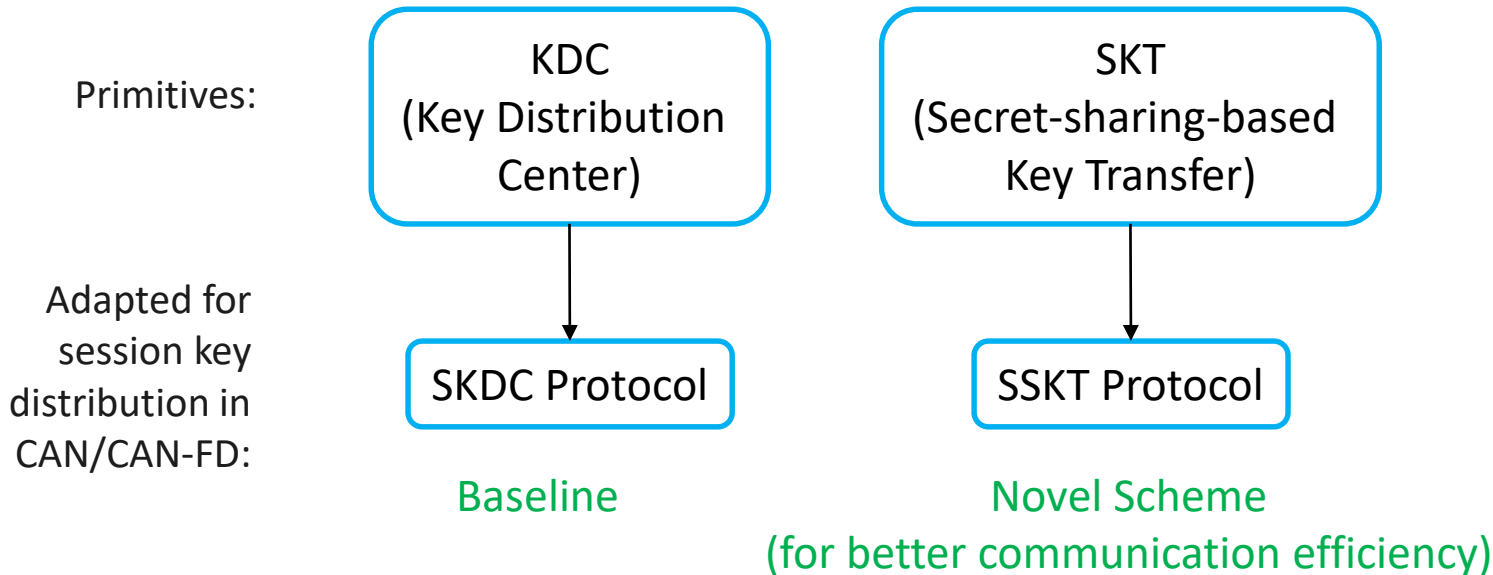 Primitives:
KDC
(Key Distribution
Center)
SKT
(Secret-sharing-based
Key Transfer)
Adapted for
session key
distribution in
CAN/CAN-FD:
SKDC Protocol
SSKT Protocol
Baseline
Novel Scheme
(for better communication efficiency)